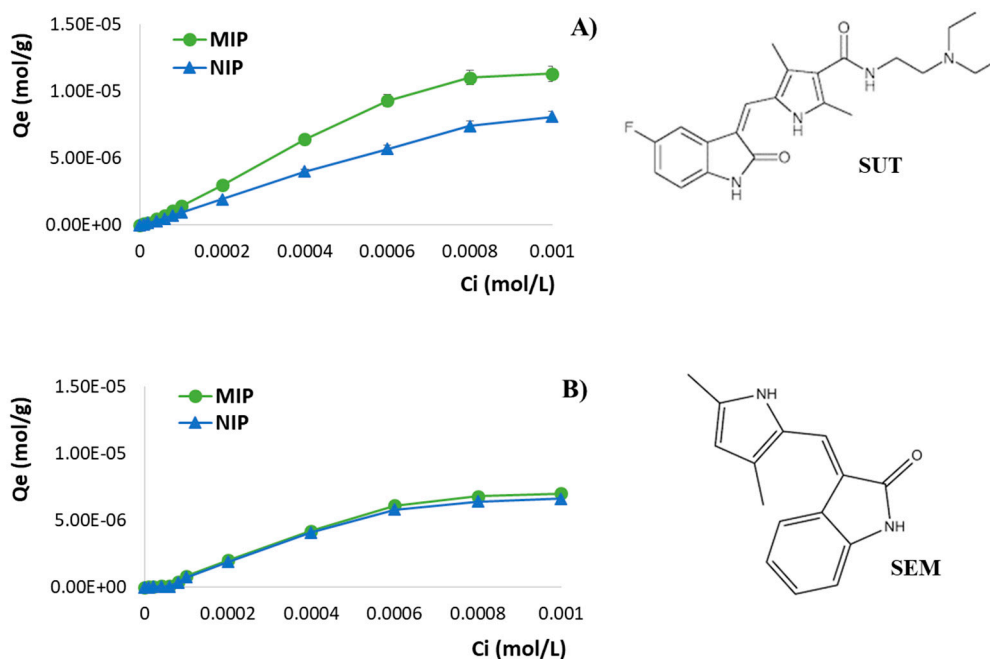 1.50E-05
1.00E-05
5.00E-06
0.00E+00
Qe (mol/g)
MIP
NIP
0 0.0002 0.0004 0.0006 0.0008 0.001
Ci (mol/L)
A)
O
N
N
H
F
N
H
O
N
H
SUT
1.50E-05
1.00E-05
5.00E-06
0.00E+00
Qe (mol/g)
MIP
NIP
0 0.0002 0.0004 0.0006 0.0008 0.001
Ci (mol/L)
B)
NH
O
NH
SEM